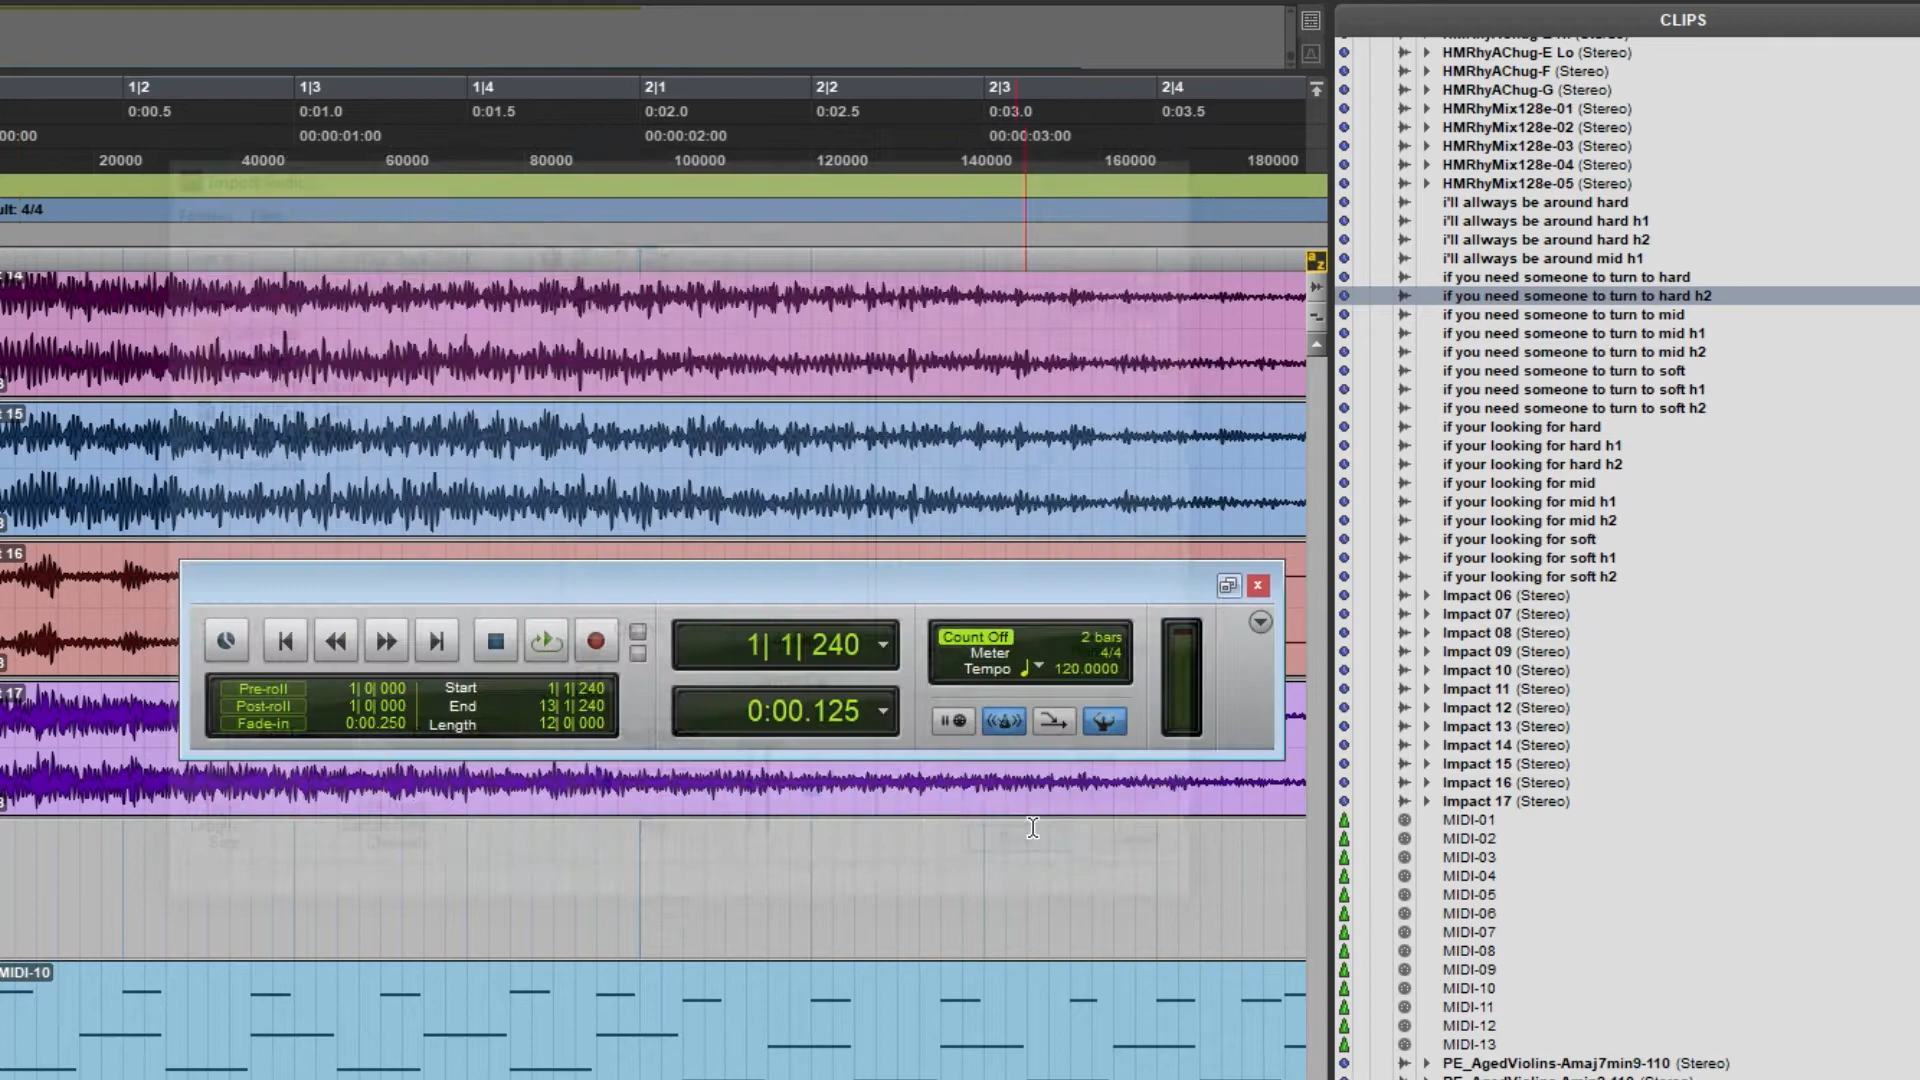 CLIPS
1|2 1|3 1|4 2|1 2|2 2|3 2|4
0:00.5 0:01.0 0:01.5 0:02.0 0:02.5 0:03.0 0:03.5
00:00 00:00:01:00 00:00:02:00 00:00:03:00
20000 40000 60000 80000 100000 120000 140000 160000 180000
ult: 4/4
14
t 15
t 16
t 17
Count Off 2 bars
Meter 4/4
Tempo 120.0000
1| 1| 240
0:00.125
Pre-roll 1| 0| 000 Start 1| 1| 240
Post-roll 1| 0| 000 End 13| 1| 240
Fade-in 0:00.250 Length 12| 0| 000
MIDI-10
HMRhyAChug-E Lo (Stereo)
HMRhyAChug-F (Stereo)
HMRhyAChug-G (Stereo)
HMRhyMix128e-01 (Stereo)
HMRhyMix128e-02 (Stereo)
HMRhyMix128e-03 (Stereo)
HMRhyMix128e-04 (Stereo)
HMRhyMix128e-05 (Stereo)
i'll allways be around hard
i'll allways be around hard h1
i'll allways be around hard h2
i'll allways be around mid h1
if you need someone to turn to hard
if you need someone to turn to hard h2
if you need someone to turn to mid
if you need someone to turn to mid h1
if you need someone to turn to mid h2
if you need someone to turn to soft
if you need someone to turn to soft h1
if you need someone to turn to soft h2
if your looking for hard
if your looking for hard h1
if your looking for hard h2
if your looking for mid
if your looking for mid h1
if your looking for mid h2
if your looking for soft
if your looking for soft h1
if your looking for soft h2
Impact 06 (Stereo)
Impact 07 (Stereo)
Impact 08 (Stereo)
Impact 09 (Stereo)
Impact 10 (Stereo)
Impact 11 (Stereo)
Impact 12 (Stereo)
Impact 13 (Stereo)
Impact 14 (Stereo)
Impact 15 (Stereo)
Impact 16 (Stereo)
Impact 17 (Stereo)
MIDI-01
MIDI-02
MIDI-03
MIDI-04
MIDI-05
MIDI-06
MIDI-07
MIDI-08
MIDI-09
MIDI-10
MIDI-11
MIDI-12
MIDI-13
PE_AgedViolins-Amaj7min9-110 (Stereo)